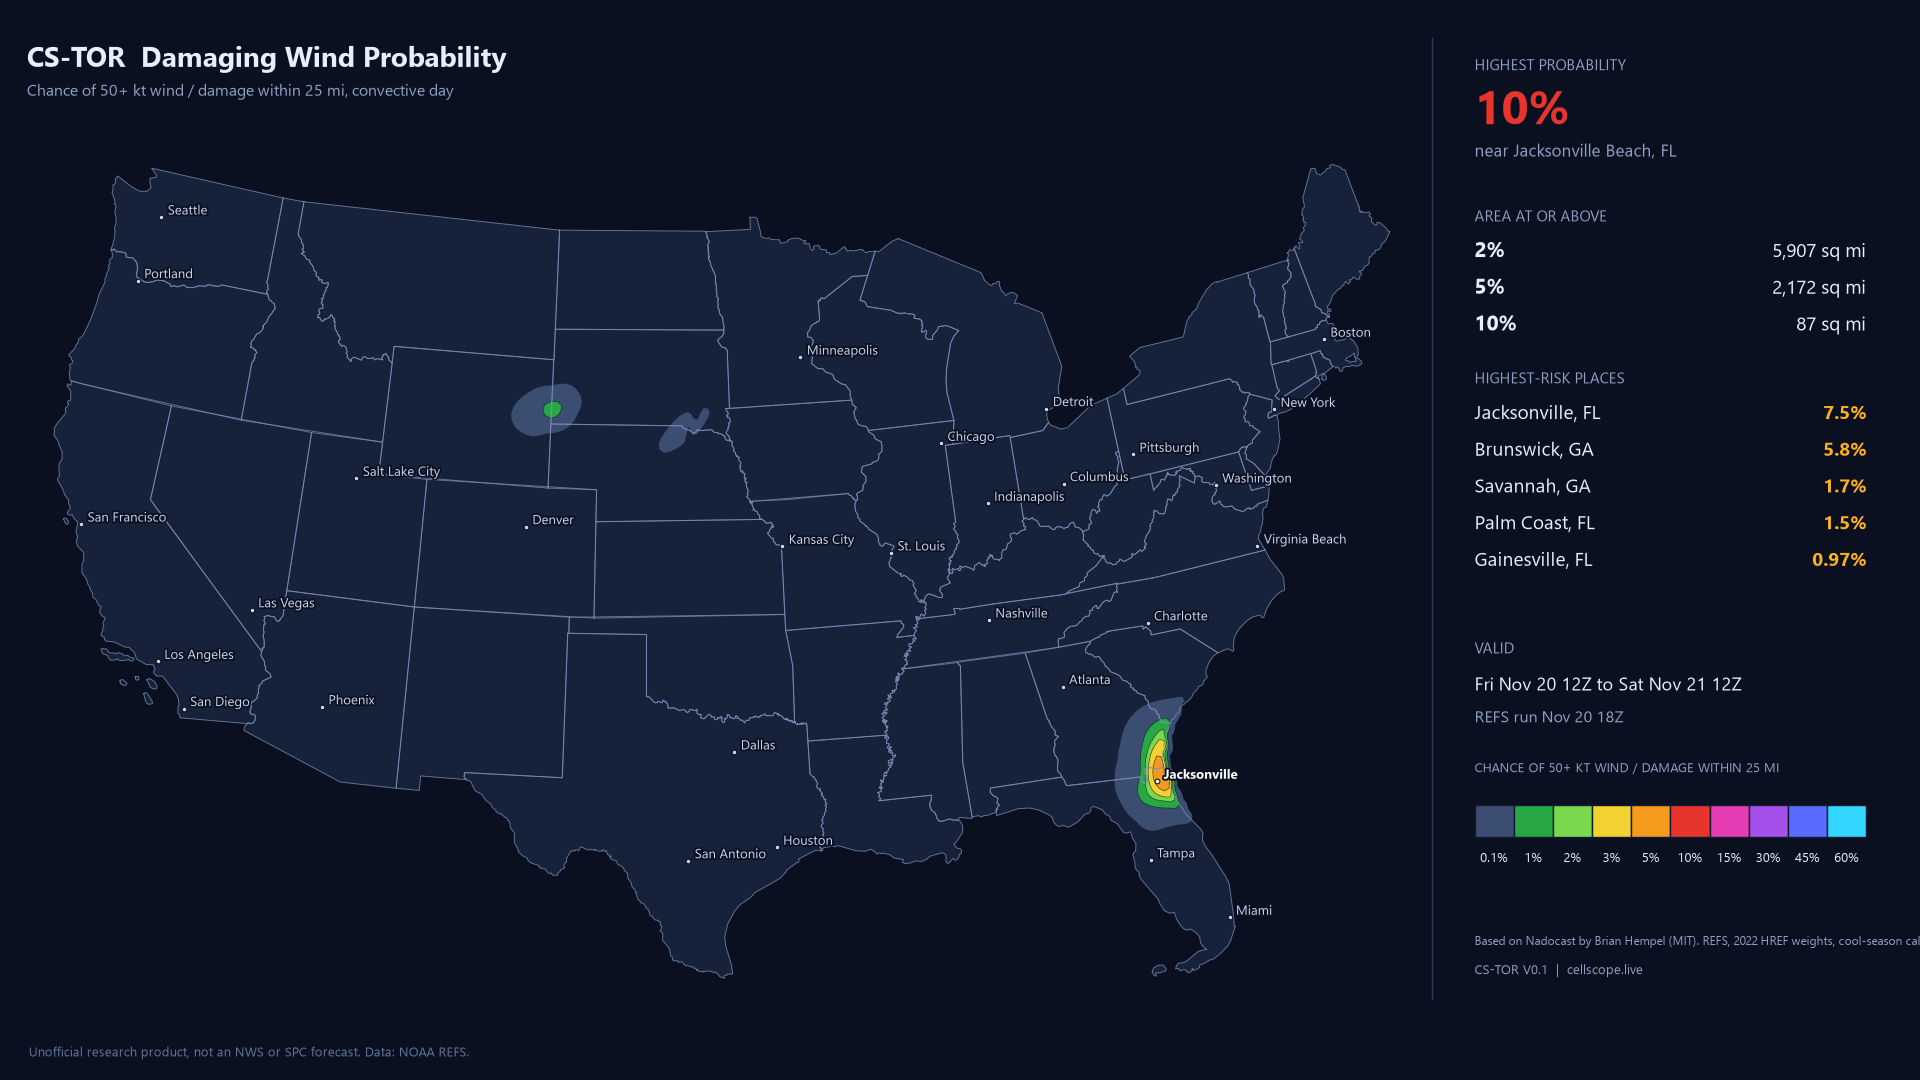 CS-TOR  Damaging Wind Probability
Chance of 50+ kt wind / damage within 25 mi, convective day
Seattle
Portland
Minneapolis
Boston
Detroit
New York
Chicago
Pittsburgh
Salt Lake City
Columbus
Washington
Indianapolis
San Francisco
Denver
Kansas City
St. Louis
Virginia Beach
Las Vegas
Nashville
Charlotte
Los Angeles
Atlanta
San Diego
Phoenix
Dallas
Jacksonville
Houston
San Antonio
Tampa
Miami
HIGHEST PROBABILITY
10%
near Jacksonville Beach, FL
AREA AT OR ABOVE
2% 5,907 sq mi
5% 2,172 sq mi
10% 87 sq mi
HIGHEST-RISK PLACES
Jacksonville, FL 7.5%
Brunswick, GA 5.8%
Savannah, GA 1.7%
Palm Coast, FL 1.5%
Gainesville, FL 0.97%
VALID
Fri Nov 20 12Z to Sat Nov 21 12Z
REFS run Nov 20 18Z
CHANCE OF 50+ KT WIND / DAMAGE WITHIN 25 MI
0.1% 1% 2% 3% 5% 10% 15% 30% 45% 60%
Based on Nadocast by Brian Hempel (MIT). REFS, 2022 HREF weights, cool-season cal
CS-TOR V0.1 | cellscope.live
Unofficial research product, not an NWS or SPC forecast. Data: NOAA REFS.